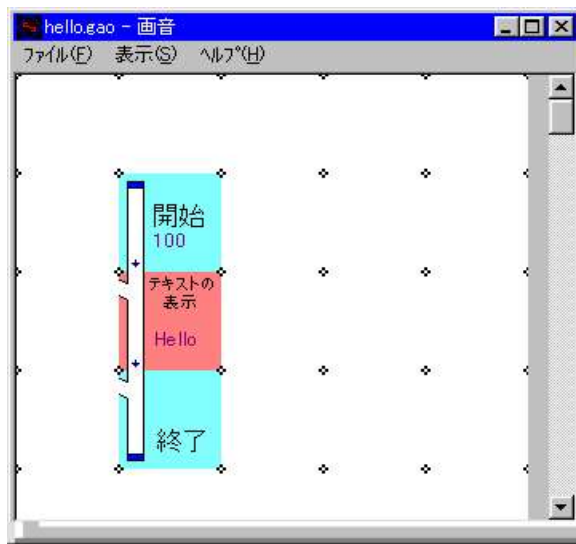 hello.gao - 画音
ファイル(F) 表示(S) ヘルプ(H)
開始
100
テキストの
表示
Hello
終了